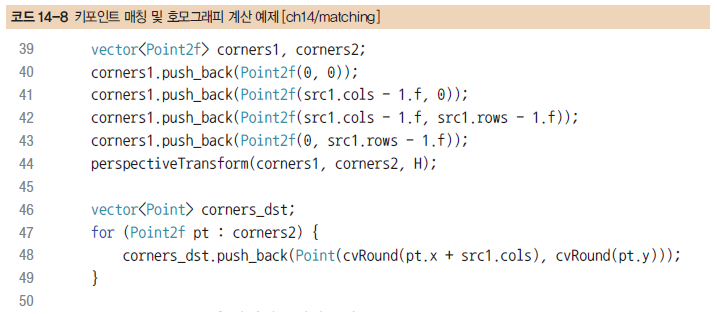 코드 14-8 키포인트 매칭 및 호모그래피 계산 예제 [ch14/matching]
39 vector<Point2f> corners1, corners2;
40 corners1.push_back(Point2f(0, 0));
41 corners1.push_back(Point2f(src1.cols - 1.f, 0));
42 corners1.push_back(Point2f(src1.cols - 1.f, src1.rows - 1.f));
43 corners1.push_back(Point2f(0, src1.rows - 1.f));
44 perspectiveTransform(corners1, corners2, H);
45
46 vector<Point> corners_dst;
47 for (Point2f pt : corners2) {
48 corners_dst.push_back(Point(cvRound(pt.x + src1.cols), cvRound(pt.y)));
49 }
50